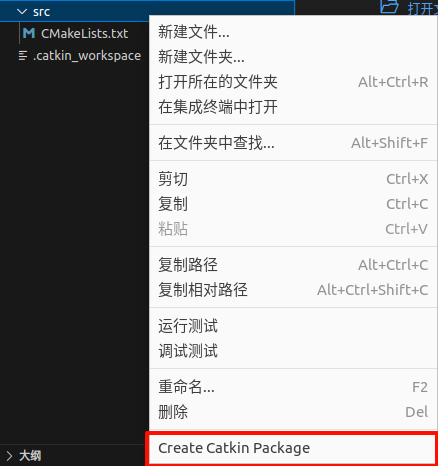 src
打开文
CMakeLists.txt
.catkin_workspace
新建文件...
新建文件夹...
打开所在的文件夹 Alt+Ctrl+R
在集成终端中打开
在文件夹中查找... Alt+Shift+F
剪切 Ctrl+X
复制 Ctrl+C
粘贴 Ctrl+V
复制路径 Alt+Ctrl+C
复制相对路径 Alt+Ctrl+Shift+C
运行测试
调试测试
重命名... F2
删除 Del
Create Catkin Package
大纲